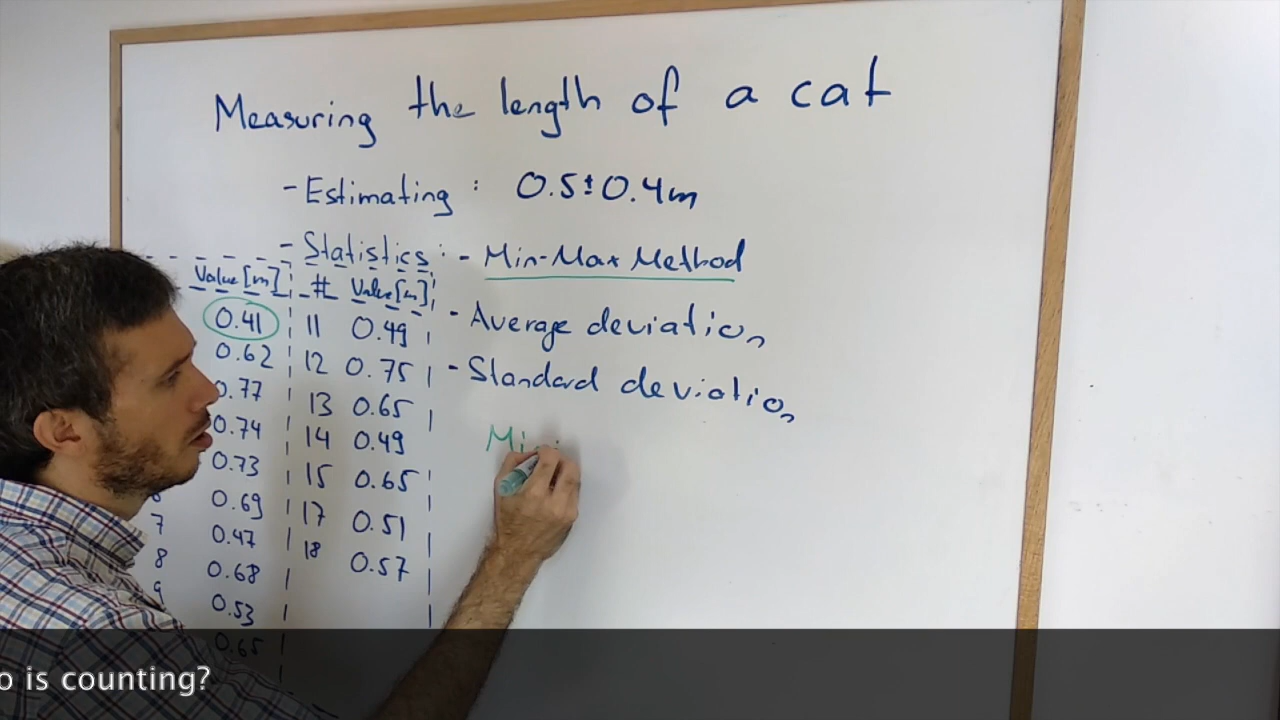 Measuring the length of a cat
- Estimating : 0.5±0.4m
- Statistics : - Min-Max Method
- Average deviation
- Standard deviation
Value [m] # Value [m]
0.41 11 0.49
0.62 12 0.75
0.77 13 0.65
0.74 14 0.49
0.73 15 0.65
0.69 17 0.51
7 0.47 18 0.57
8 0.68
9 0.53
0.65
Mi
o is counting?